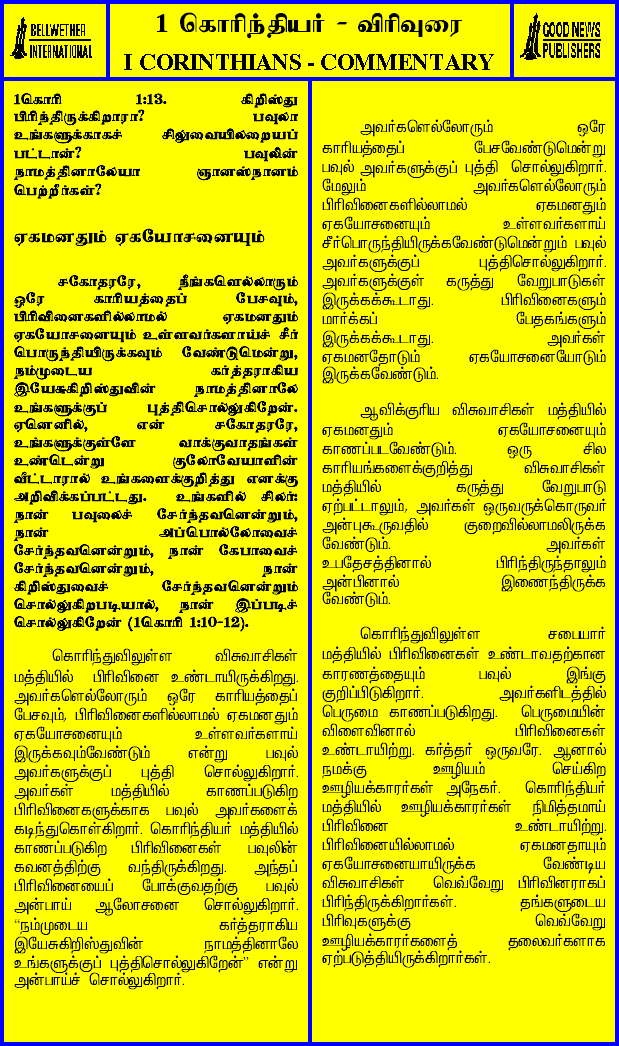 BELLWETHER
INTERNATIONAL
1 கொரிந்தியர் - விரிவுரை
I CORINTHIANS - COMMENTARY
GOOD NEWS
PUBLISHERS
1கொரி 1:13. கிறிஸ்து
பிரிந்திருக்கிறாரா? பவுலா
உங்களுக்காகச் சிலுவையிலறையப்
பட்டான்? பவுலின்
நாமத்தினாலேயா ஞானஸ்நானம்
பெற்றீர்கள்?
ஏகமனதும் ஏகயோசனையும்
சகோதரரே, நீங்களெல்லாரும்
ஒரே காரியத்தைப் பேசவும்,
பிரிவினைகளில்லாமல் ஏகமனதும்
ஏகயோசனையும் உள்ளவர்களாய்ச் சீர்
பொருந்தியிருக்கவும் வேண்டுமென்று,
நம்முடைய கர்த்தராகிய
இயேசுகிறிஸ்துவின் நாமத்தினாலே
உங்களுக்குப் புத்திசொல்லுகிறேன்.
ஏனெனில், என் சகோதரரே,
உங்களுக்குள்ளே வாக்குவாதங்கள்
உண்டென்று குலோவேயாளின்
வீட்டாரால் உங்களைக்குறித்து எனக்கு
அறிவிக்கப்பட்டது. உங்களில் சிலர்:
நான் பவுலைச் சேர்ந்தவனென்றும்,
நான் அப்பொல்லோவைச்
சேர்ந்தவனென்றும், நான் கேபாவைச்
சேர்ந்தவனென்றும், நான்
கிறிஸ்துவைச் சேர்ந்தவனென்றும்
சொல்லுகிறபடியால், நான் இப்படிச்
சொல்லுகிறேன் (1கொரி 1:10-12).
கொரிந்துவிலுள்ள விசுவாசிகள்
மத்தியில் பிரிவினை உண்டாயிருக்கிறது.
அவர்களெல்லோரும் ஒரே காரியத்தைப்
பேசவும், பிரிவினைகளில்லாமல் ஏகமனதும்
ஏகயோசனையும் உள்ளவர்களாய்
இருக்கவும்வேண்டும் என்று பவுல்
அவர்களுக்குப் புத்தி சொல்லுகிறார்.
அவர்கள் மத்தியில் காணப்படுகிற
பிரிவினைகளுக்காக பவுல் அவர்களைக்
கடிந்துகொள்கிறார். கொரிந்தியர் மத்தியில்
காணப்படுகிற பிரிவினைகள் பவுலின்
கவனத்திற்கு வந்திருக்கிறது. அந்தப்
பிரிவினையைப் போக்குவதற்கு பவுல்
அன்பாய் ஆலோசனை சொல்லுகிறார்.
“நம்முடைய கர்த்தராகிய
இயேசுகிறிஸ்துவின் நாமத்தினாலே
உங்களுக்குப் புத்திசொல்லுகிறேன்” என்று
அன்பாய்ச் சொல்லுகிறார்.
அவர்களெல்லோரும் ஒரே
காரியத்தைப் பேசவேண்டுமென்று
பவுல் அவர்களுக்குப் புத்தி சொல்லுகிறார்.
மேலும் அவர்களெல்லோரும்
பிரிவினைகளில்லாமல் ஏகமனதும்
ஏகயோசனையும் உள்ளவர்களாய்
சீர்பொருந்தியிருக்கவேண்டுமென்றும் பவுல்
அவர்களுக்குப் புத்திசொல்லுகிறார்.
அவர்களுக்குள் கருத்து வேறுபாடுகள்
இருக்கக்கூடாது. பிரிவினைகளும்
மார்க்கப் பேதகங்களும்
இருக்கக்கூடாது. அவர்கள்
ஏகமனதோடும் ஏகயோசனையோடும்
இருக்கவேண்டும்.
ஆவிக்குரிய விசுவாசிகள் மத்தியில்
ஏகமனதும் ஏகயோசனையும்
காணப்படவேண்டும். ஒரு சில
காரியங்களைக்குறித்து விசுவாசிகள்
மத்தியில் கருத்து வேறுபாடு
ஏற்பட்டாலும், அவர்கள் ஒருவருக்கொருவர்
அன்புகூருவதில் குறைவில்லாமலிருக்க
வேண்டும். அவர்கள்
உபதேசத்தினால் பிரிந்திருந்தாலும்
அன்பினால் இணைந்திருக்க
வேண்டும்.
கொரிந்துவிலுள்ள சபையார்
மத்தியில் பிரிவினைகள் உண்டாவதற்கான
காரணத்தையும் பவுல் இங்கு
குறிப்பிடுகிறார். அவர்களிடத்தில்
பெருமை காணப்படுகிறது. பெருமையின்
விளைவினால் பிரிவினைகள்
உண்டாயிற்று. கர்த்தர் ஒருவரே. ஆனால்
நமக்கு ஊழியம் செய்கிற
ஊழியக்காரர்கள் அநேகர். கொரிந்தியர்
மத்தியில் ஊழியக்காரர்கள் நிமித்தமாய்
பிரிவினை உண்டாயிற்று.
பிரிவினையில்லாமல் ஏகமனதாயும்
ஏகயோசனையாயிருக்க வேண்டிய
விசுவாசிகள் வெவ்வேறு பிரிவினராகப்
பிரிந்திருக்கிறார்கள். தங்களுடைய
பிரிவுகளுக்கு வெவ்வேறு
ஊழியக்காரர்களைத் தலைவர்களாக
ஏற்படுத்தியிருக்கிறார்கள்.